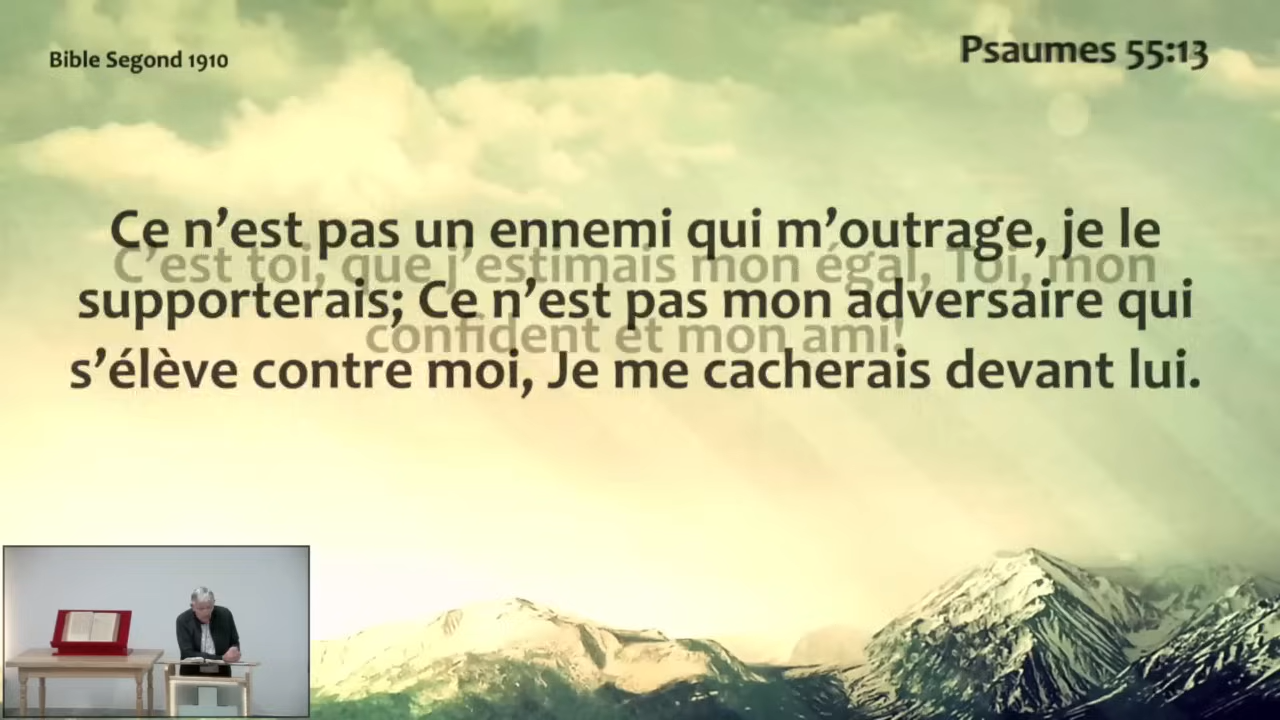 Bible Segond 1910
Psaumes 55:13
Ce n’est pas un ennemi qui m’outrage, je le
supporterais; Ce n’est pas mon adversaire qui
s’élève contre moi, Je me cacherais devant lui.
C’est toi, que j’estimais mon égal, Toi, mon
confident et mon ami!